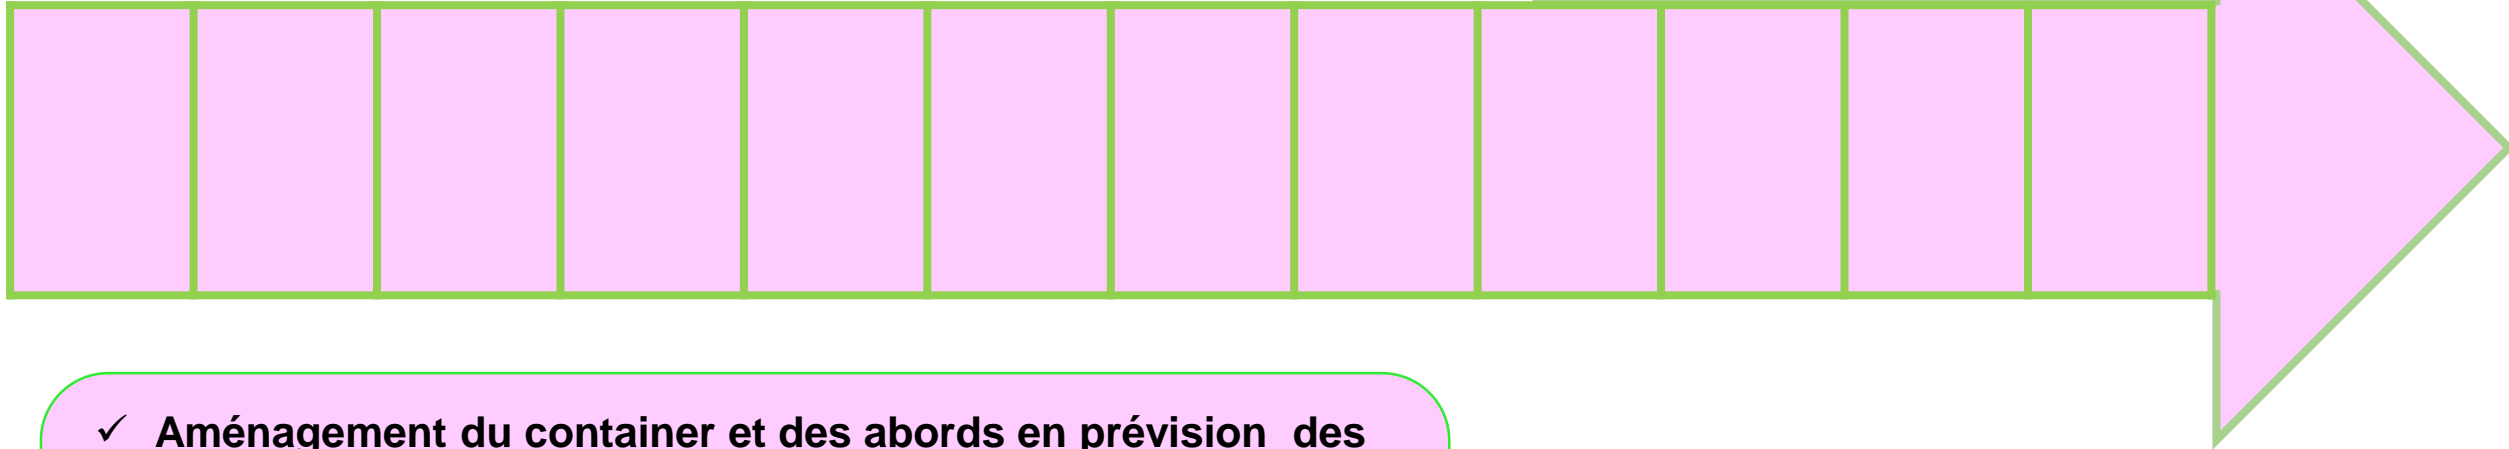 ✓ Aménagement du container et des abords en prévision des